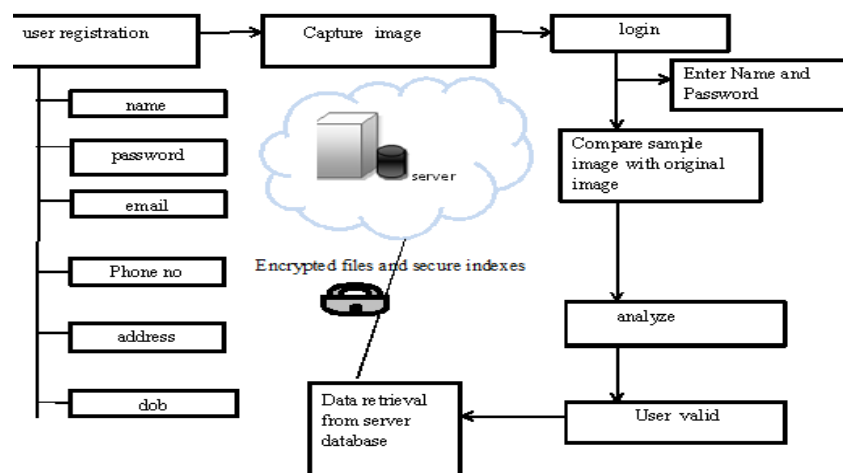 user registration
Capture image
login
Enter Name and
Password
name
password
email
Phone no
address
dob
server
Encrypted files and secure indexes
Compare sample
image with original
image
analyze
User valid
Data retrieval
from server
database